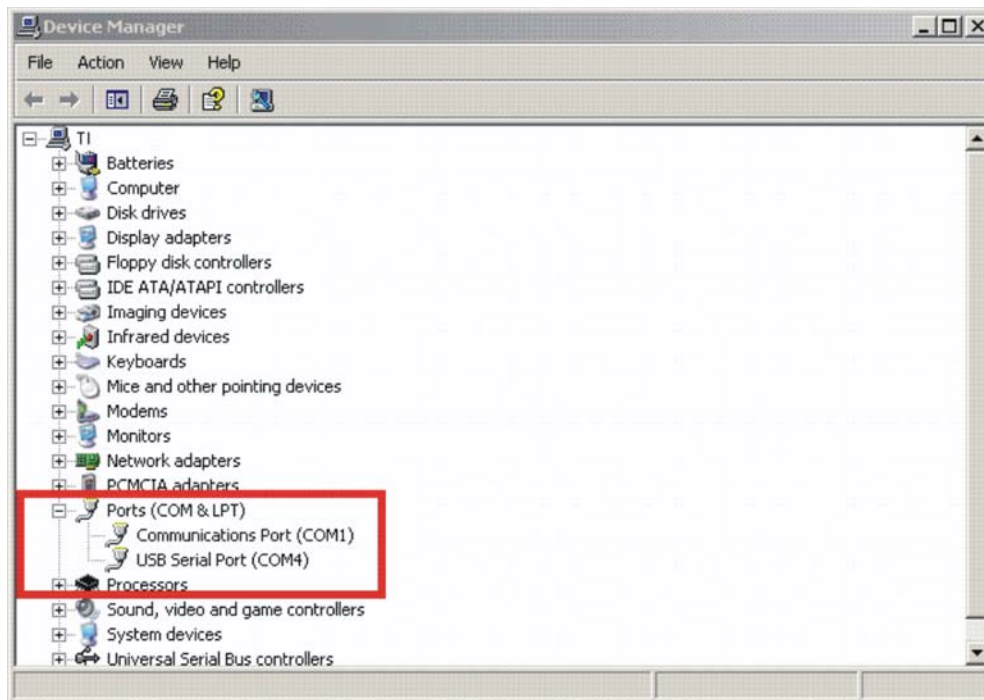 Device Manager
File Action View Help
TI
Batteries
Computer
Disk drives
Display adapters
Floppy disk controllers
IDE ATA/ATAPI controllers
Imaging devices
Infrared devices
Keyboards
Mice and other pointing devices
Modems
Monitors
Network adapters
PCMCIA adapters
Ports (COM & LPT)
Communications Port (COM1)
USB Serial Port (COM4)
Processors
Sound, video and game controllers
System devices
Universal Serial Bus controllers